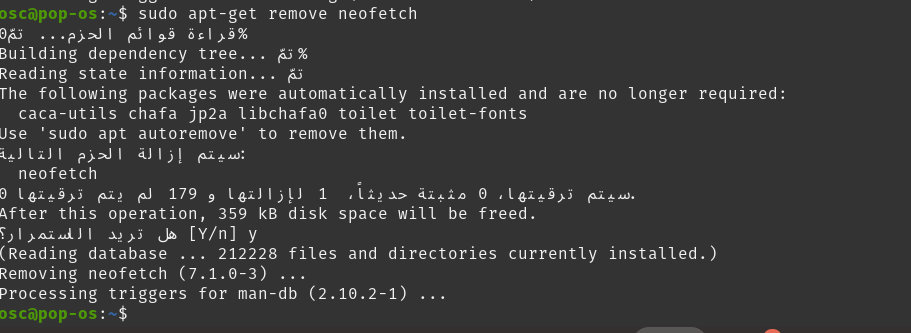 osc@pop-os:~$ sudo apt-get remove neofetch
قراءة قوائم الحزم... تمّ0%
Building dependency tree... تمّ%
Reading state information... تمّ
The following packages were automatically installed and are no longer required:
  caca-utils chafa jp2a libchafa0 toilet toilet-fonts
Use 'sudo apt autoremove' to remove them.
سيتم إزالة الحزم التالية:
  neofetch
0 سيتم ترقيتها، 0 مثبتة حديثاً، 1 لإزالتها و 179 لم يتم ترقيتها.
After this operation, 359 kB disk space will be freed.
هل تريد الاستمرار؟ [Y/n] y
(Reading database ... 212228 files and directories currently installed.)
Removing neofetch (7.1.0-3) ...
Processing triggers for man-db (2.10.2-1) ...
osc@pop-os:~$